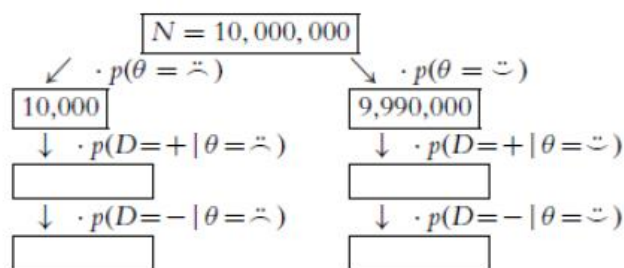 N = 10,000,000
↙ · p(θ = ⌢̈) ↘ · p(θ = ⌣̈)
10,000 9,990,000
↓ · p(D=+|θ=⌢̈) ↓ · p(D=+|θ=⌣̈)
↓ · p(D=−|θ=⌢̈) ↓ · p(D=−|θ=⌣̈)